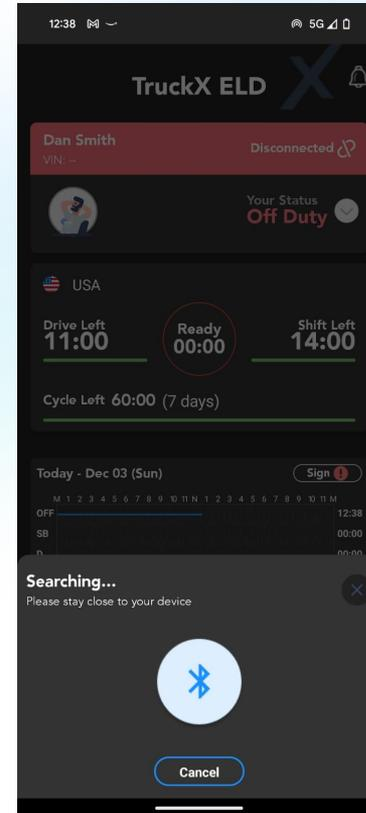 12:38 5G
TruckX ELD
Dan Smith
Disconnected
VIN: --
Your Status
Off Duty
USA
Drive Left
11:00
Ready
00:00
Shift Left
14:00
Cycle Left 60:00 (7 days)
Today - Dec 03 (Sun)
Sign
M 1 2 3 4 5 6 7 8 9 10 11 N 1 2 3 4 5 6 7 8 9 10 11 M
OFF 12:38
SB 00:00
D 00:00
Searching...
Please stay close to your device
Cancel